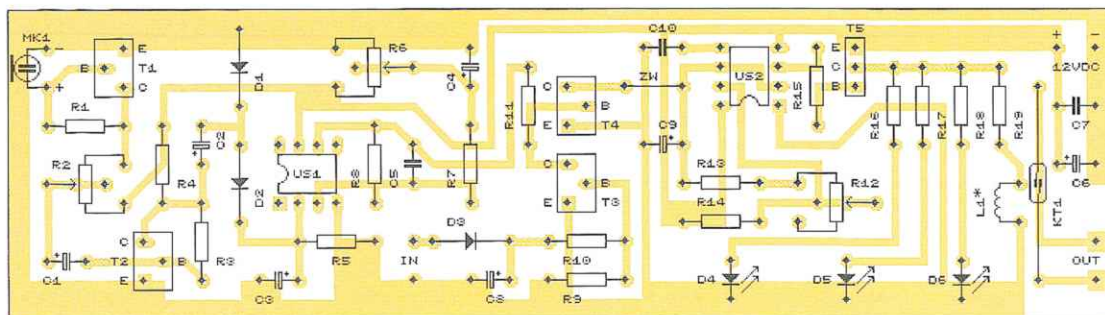 MK1
-
+
E
B
C
T1
R1
R2
C1
C
T2
E
B
R4
C2
R3
D1
D2
US1
C3
R5
R6
R8
C5
C4
+
R7
IN
D3
C8
R11
C
B
E
T4
C
B
E
T3
R10
R9
ZW
C10
C9
US2
R13
R14
R15
R12
E
C
B
T5
R16
R17
R18
R19
D4
D5
D6
L1*
KT1
+
-
12VDC
C7
C6
OUT